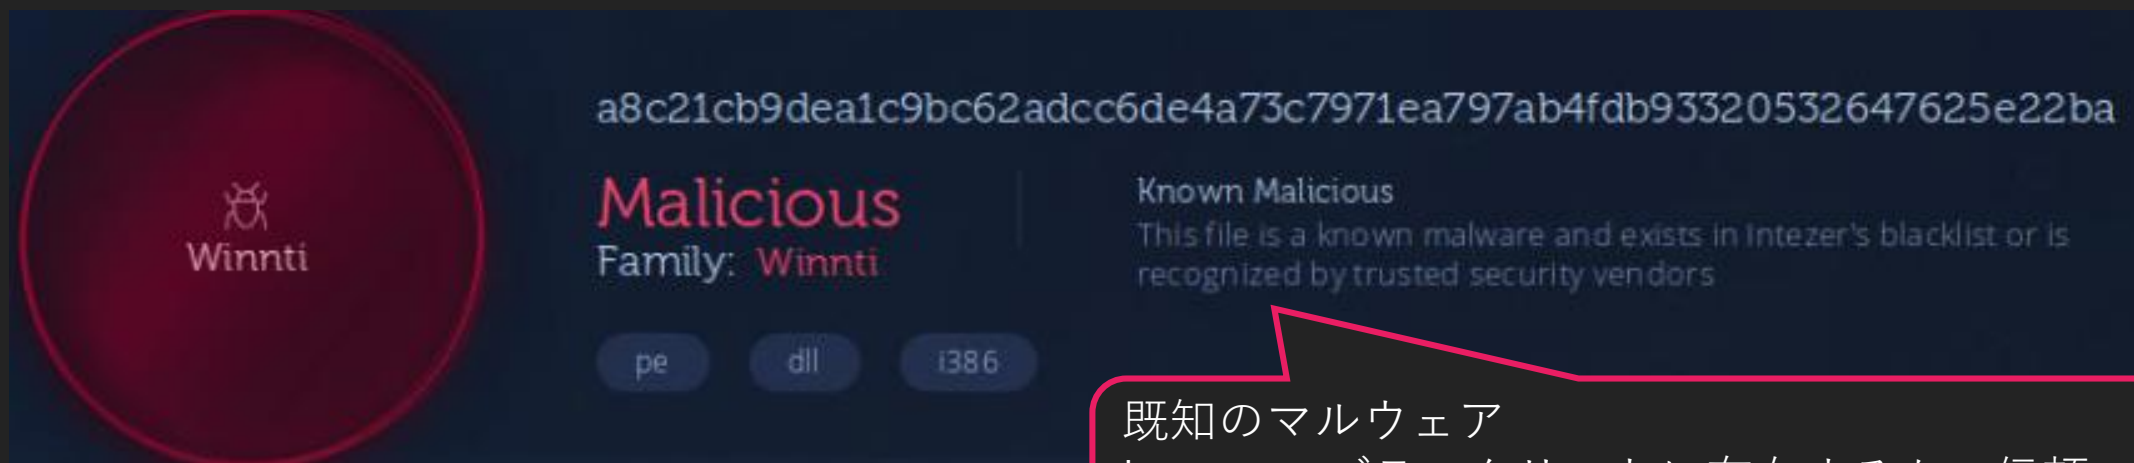 a8c21cb9dea1c9bc62adcc6de4a73c7971ea797ab4fdb93320532647625e22ba
Winnti
Malicious
Family: Winnti
Known Malicious
This file is a known malware and exists in Intezer's blacklist or is
recognized by trusted security vendors
pe
dll
i386
既知のマルウェア